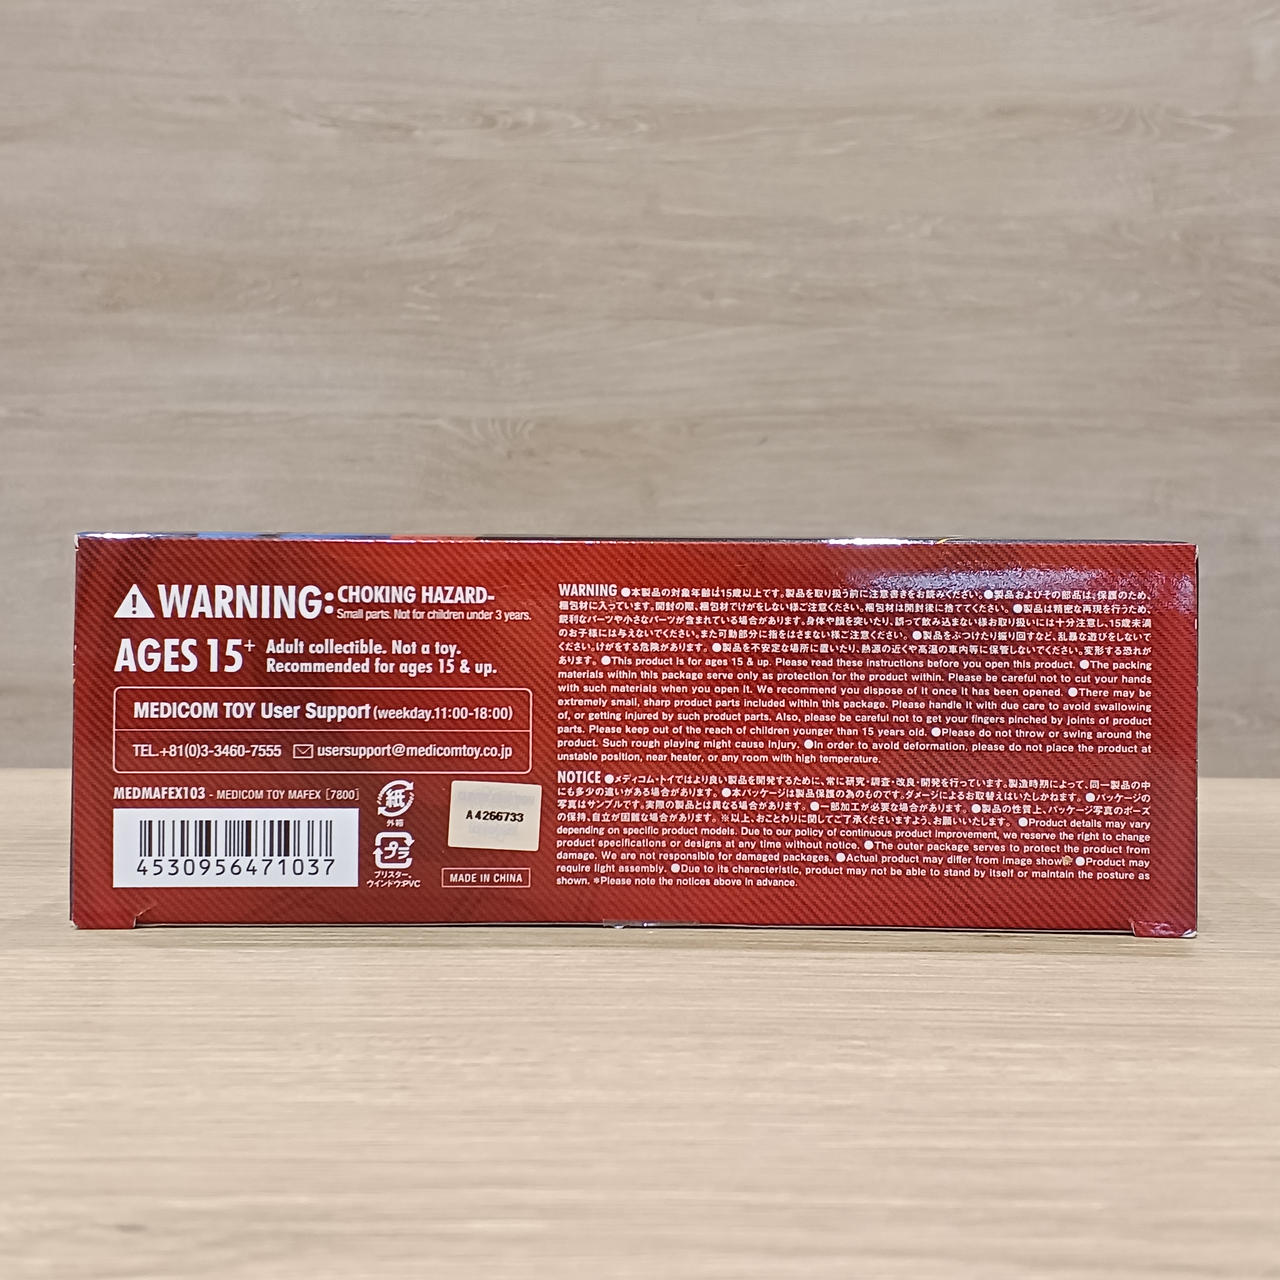 WARNING:
CHOKING HAZARD-
Small parts. Not for children under 3 years.
AGES 15+
Adult collectible. Not a toy.
Recommended for ages 15 & up.
MEDICOM TOY User Support (weekday.11:00-18:00)
TEL.+81(0)3-3460-7555 usersupport@medicomtoy.co.jp
MEDMAFEX103 - MEDICOM TOY MAFEX [7800]
4530956471037
紙
外箱
プラ
ブリスター、
ウインドウ:PVC
A4266733
MADE IN CHINA
WARNING ●本製品の対象年齢は15歳以上です。製品を取り扱う前に注意書きをお読みください。●製品およびその部品は、保護のため、
梱包材に入っています。開封の際、梱包材でけがをしない様ご注意ください。梱包材は開封後に捨ててください。 ●製品は精密な再現を行うため、
鋭利なパーツや小さなパーツが含まれている場合があります。身体や顔を突いたり、誤って飲み込まない様お取り扱いには十分注意し、15歳未満
のお子様には与えないでください。また可動部分に指をはさまない様ご注意ください。 ●製品をぶつけたり振り回すなど、乱暴な遊びをしないで
ください。けがをする危険があります。 ●製品を不安定な場所に置いたり、熱源の近くや高温の車内等に保管しないでください。変形する恐れが
あります。 ●This product is for ages 15 & up. Please read these instructions before you open this product. ●The packing
materials within this package serve only as protection for the product within. Please be careful not to cut your hands
with such materials when you open it. We recommend you dispose of it once it has been opened. ●There may be
extremely small, sharp product parts included within this package. Please handle it with due care to avoid swallowing
of, or getting injured by such product parts. Also, please be careful not to get your fingers pinched by joints of product
parts. Please keep out of the reach of children younger than 15 years old. ●Please do not throw or swing around the
product. Such rough playing might cause injury. ●In order to avoid deformation, please do not place the product at
unstable position, near heater, or any room with high temperature.
NOTICE ●メディコム・トイではより良い製品を開発するために、常に研究・調査・改良・開発を行っています。製造時期によって、同一製品の中
にも多少の違いがある場合があります。 ●本パッケージは製品保護の為のものです。ダメージによるお取替えはいたしかねます。 ●パッケージの
写真はサンプルです。実際の製品とは異なる場合があります。 ●一部加工が必要な場合があります。 ●製品の性質上、パッケージ写真のポーズ
の保持、自立が困難な場合があります。 ※以上、おことわりに関してご了承くださいますよう、お願いいたします。 ●Product details may vary
depending on specific product models. Due to our policy of continuous product improvement, we reserve the right to change
product specifications or designs at any time without notice. ●The outer package serves to protect the product from
damage. We are not responsible for damaged packages. ●Actual product may differ from image shown. ●Product may
require light assembly. ●Due to its characteristic, product may not be able to stand by itself or maintain the posture as
shown. *Please note the notices above in advance.